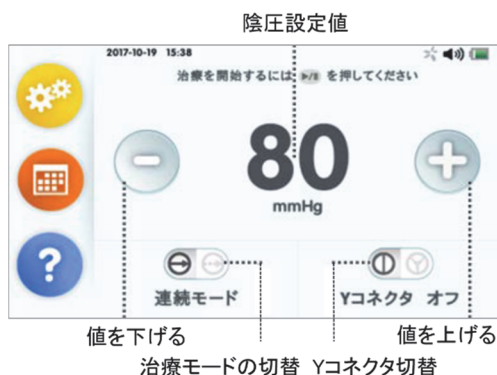 陰圧設定値
2017-10-19 15:38
治療を開始するには ▶/II を押してください
80
mmHg
?
連続モード
Yコネクタ オフ
値を下げる
値を上げる
治療モードの切替 Yコネクタ切替